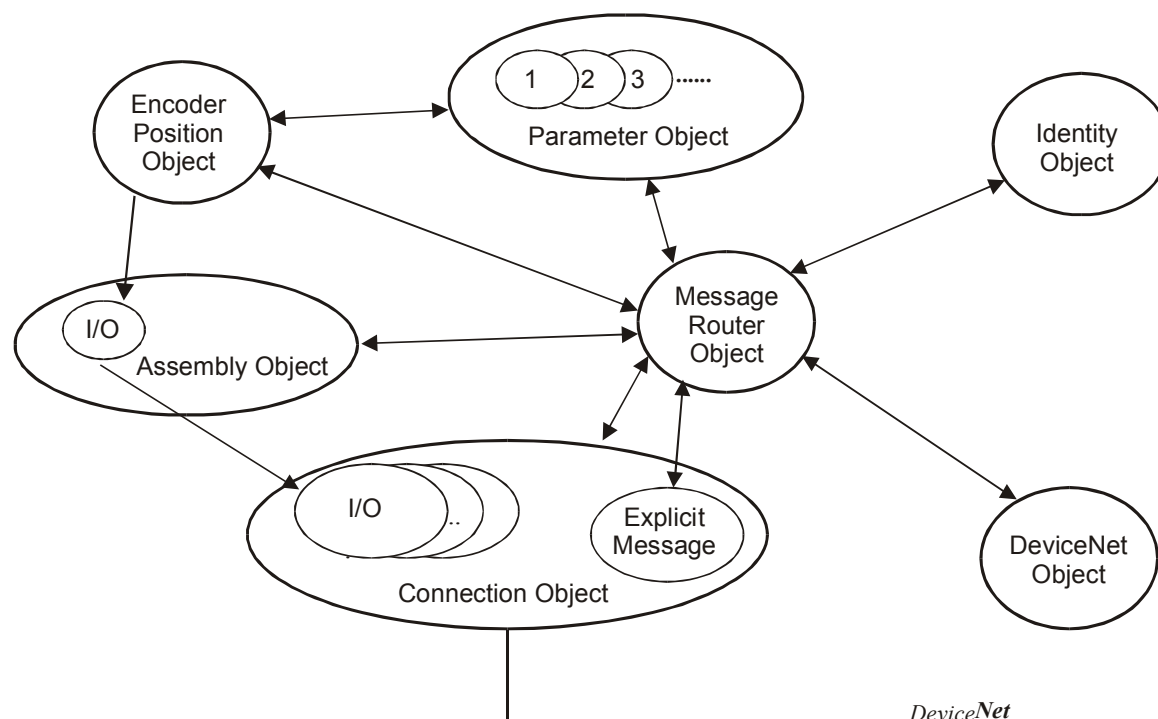 1 2 3 ......
Parameter Object
Encoder
Position
Object
Identity
Object
Message
Router
Object
I/O
Assembly Object
I/O
..
Explicit
Message
Connection Object
DeviceNet
Object
DeviceNet